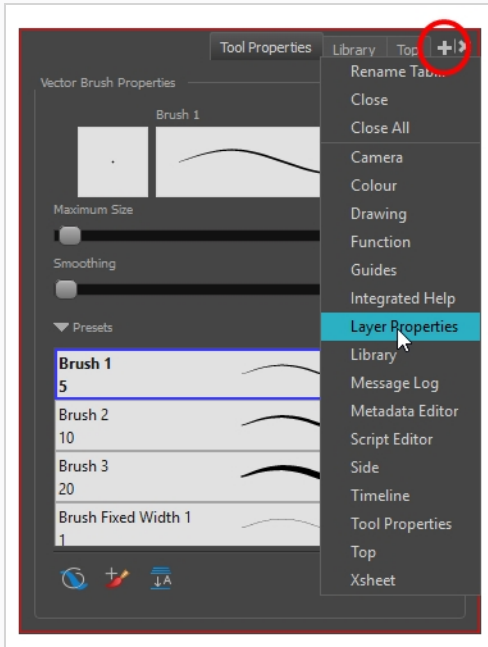 Tool Properties Library Top
Rename Tab...
Vector Brush Properties
Close
Brush 1
Close All
Camera
Colour
Maximum Size
Drawing
Function
Smoothing
Guides
Integrated Help
Presets
Layer Properties
Library
Brush 1
5
Message Log
Brush 2
10
Metadata Editor
Script Editor
Brush 3
20
Side
Timeline
Brush Fixed Width 1
1
Tool Properties
Top
Xsheet